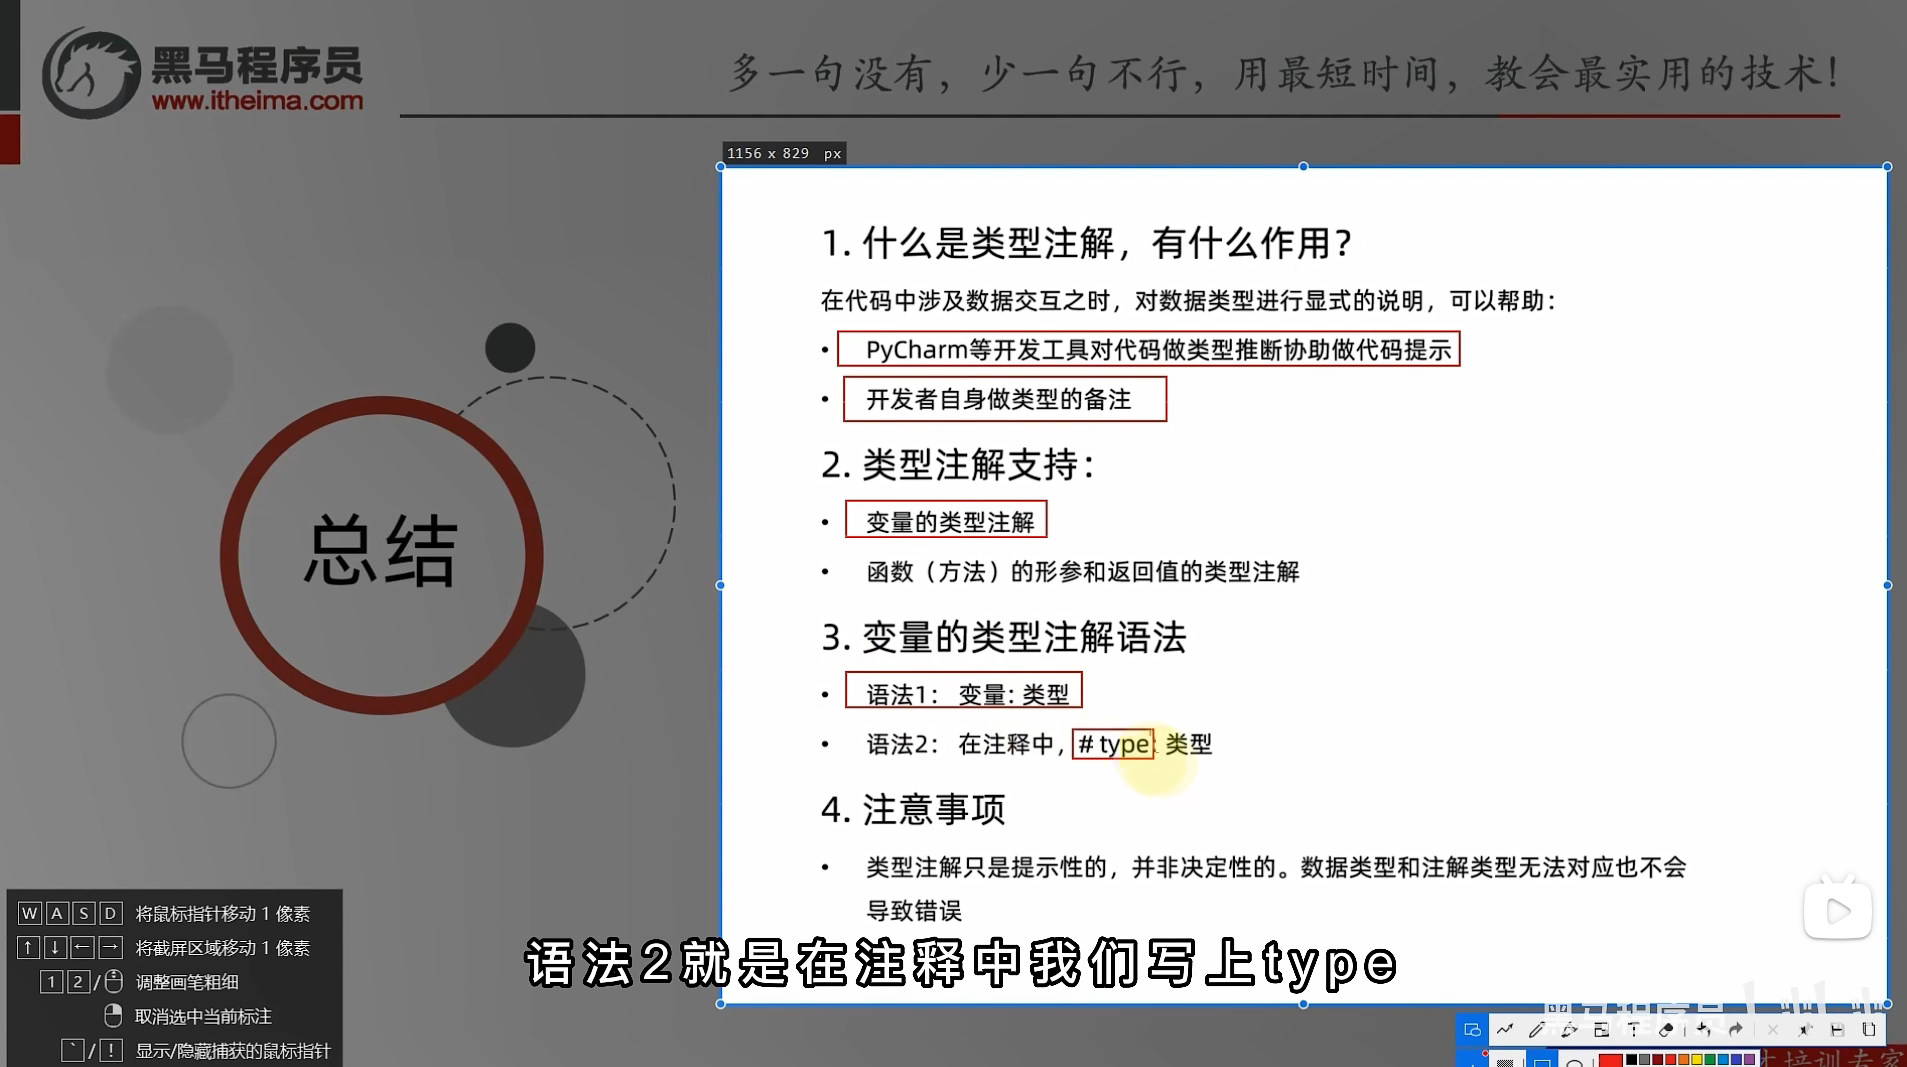 黑马程序员
www.itheima.com
多一句没有，少一句不行，用最短时间，教会最实用的技术！
1156 x 829 px
1. 什么是类型注解，有什么作用？
在代码中涉及数据交互之时，对数据类型进行显式的说明，可以帮助：
• PyCharm等开发工具对代码做类型推断协助做代码提示
• 开发者自身做类型的备注
2. 类型注解支持：
• 变量的类型注解
• 函数（方法）的形参和返回值的类型注解
3. 变量的类型注解语法
• 语法1： 变量: 类型
• 语法2： 在注释中，# type: 类型
4. 注意事项
• 类型注解只是提示性的，并非决定性的。数据类型和注解类型无法对应也不会
导致错误
总结
W A S D 将鼠标指针移动 1 像素
↑ ↓ ← → 将截屏区域移动 1 像素
1 2 / 调整画笔粗细
取消选中当前标注
` / ! 显示/隐藏捕获的鼠标指针
语法2就是在注释中我们写上type
黑马程序员
培训专家